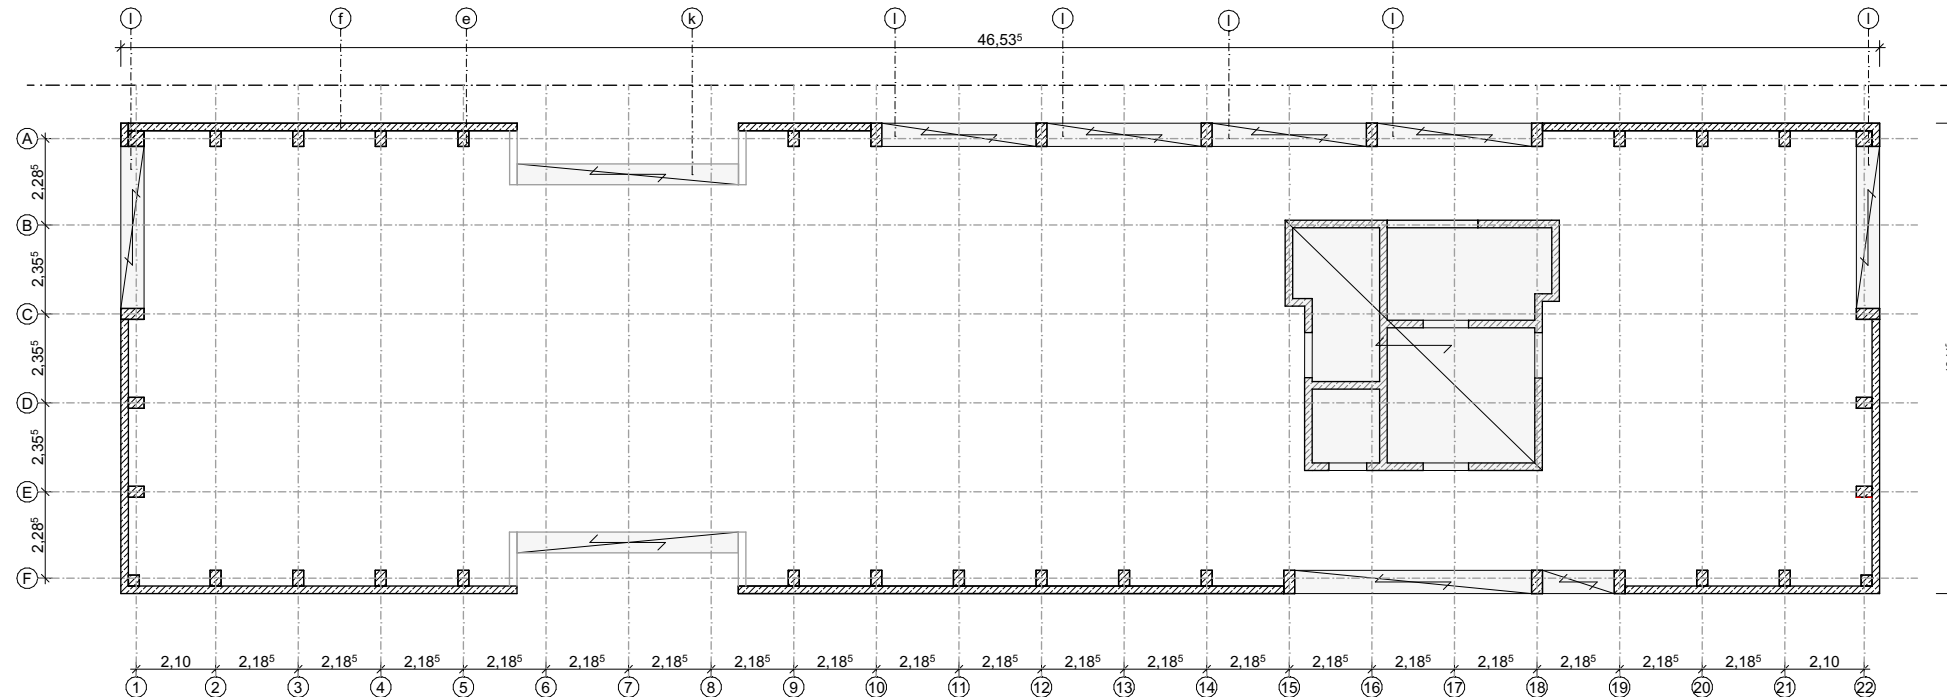 l f e k l l l l l
46,53⁵
A
2,28⁵
B
2,35⁵
C
2,35⁵
D
2,35⁵
E
2,28⁵
F
2,10 2,18⁵ 2,18⁵ 2,18⁵ 2,18⁵ 2,18⁵ 2,18⁵ 2,18⁵ 2,18⁵ 2,18⁵ 2,18⁵ 2,18⁵ 2,18⁵ 2,18⁵ 2,18⁵ 2,18⁵ 2,18⁵ 2,18⁵ 2,18⁵ 2,18⁵ 2,10
1 2 3 4 5 6 7 8 9 10 11 12 13 14 15 16 17 18 19 20 21 22